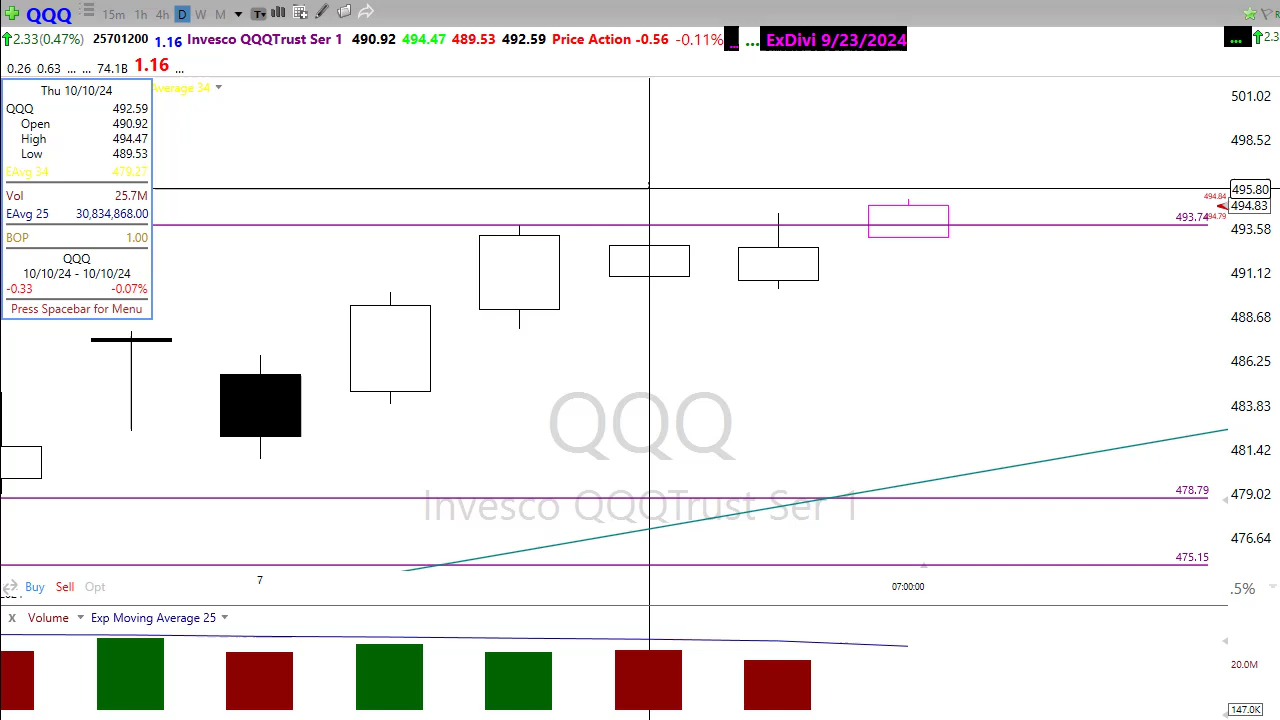 QQQ 15m 1h 4h D W M T
2.33(0.47%) 25701200 1.16 Invesco QQQTrust Ser 1 490.92 494.47 489.53 492.59 Price Action -0.56 -0.11% ... ... ExDivi 9/23/2024 ... 2.3
0.26 0.63 ... ... 74.1B 1.16 ...
Thu 10/10/24
Average 34
QQQ 492.59
Open 490.92
High 494.47
Low 489.53
EAvg 34 479.27
Vol 25.7M
EAvg 25 30,834,868.00
BOP 1.00
QQQ
10/10/24 - 10/10/24
-0.33 -0.07%
Press Spacebar for Menu
501.02
498.52
495.80
494.84
494.83
493.74
494.79
493.58
491.12
488.68
486.25
483.83
481.42
479.02
478.79
476.64
475.15
QQQ
Invesco QQQTrust Ser 1
Buy Sell Opt
7
07:00:00
.5%
x Volume Exp Moving Average 25
20.0M
147.0K